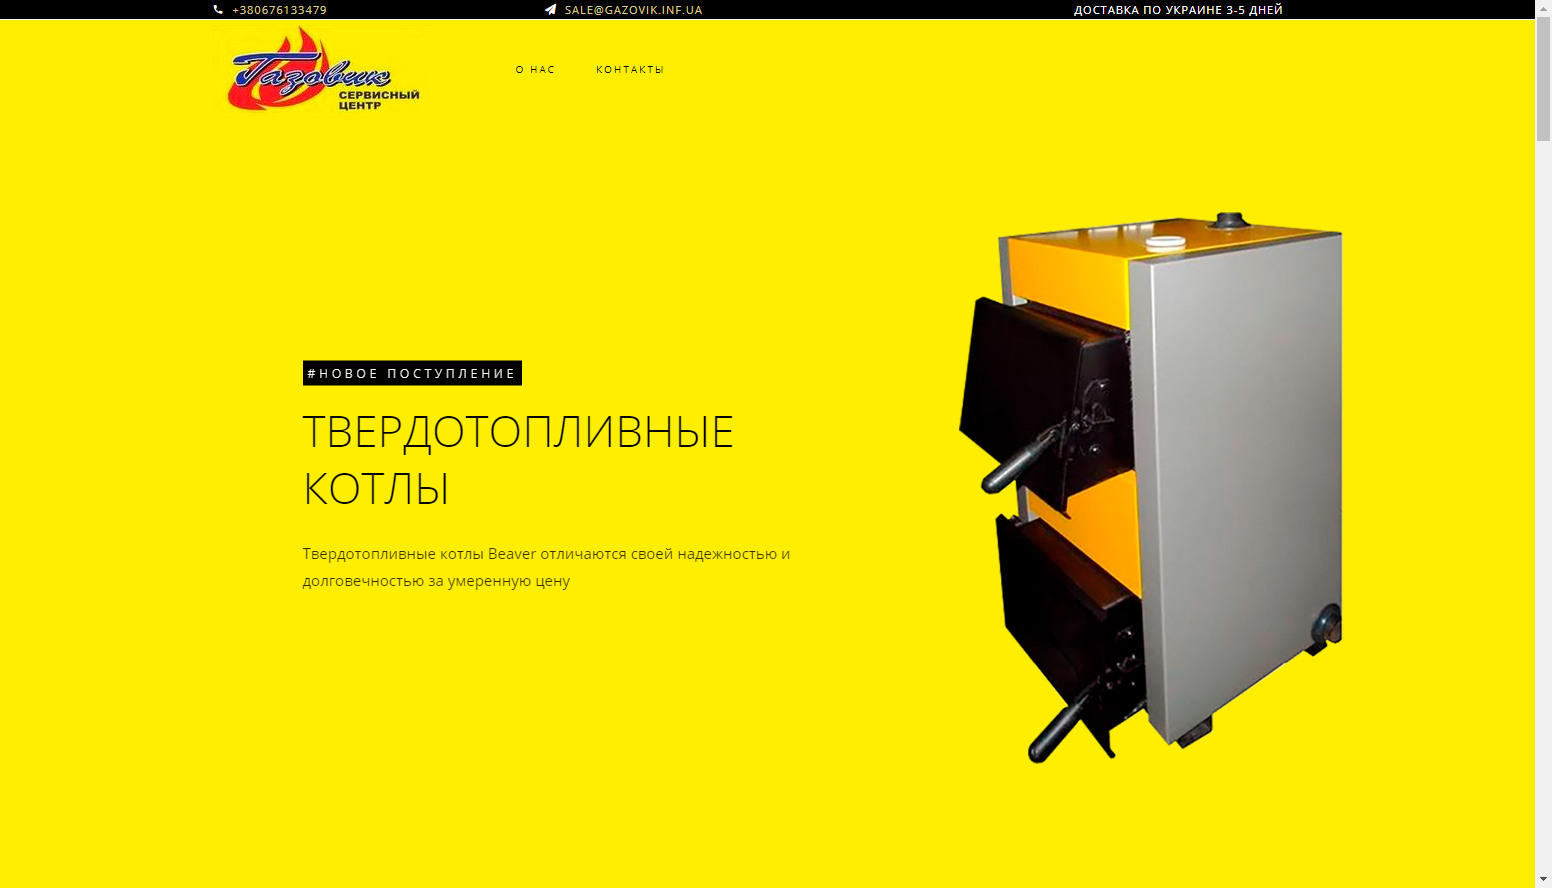 +380676133479
SALE@GAZOVIK.INF.UA
ДОСТАВКА ПО УКРАИНЕ 3-5 ДНЕЙ
Газовик
СЕРВИСНЫЙ
ЦЕНТР
О НАС
КОНТАКТЫ
#НОВОЕ ПОСТУПЛЕНИЕ
ТВЕРДОТОПЛИВНЫЕ
КОТЛЫ
Твердотопливные котлы Beaver отличаются своей надежностью и
долговечностью за умеренную цену